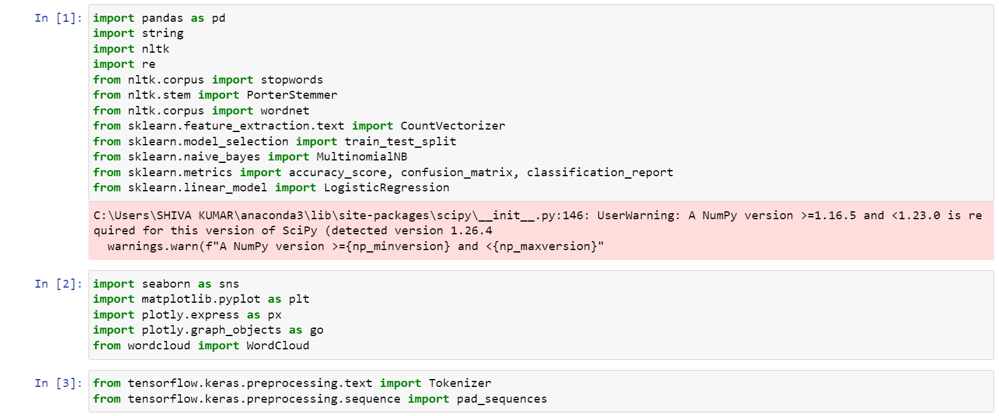 In [1]:
import pandas as pd
import string
import nltk
import re
from nltk.corpus import stopwords
from nltk.stem import PorterStemmer
from nltk.corpus import wordnet
from sklearn.feature_extraction.text import CountVectorizer
from sklearn.model_selection import train_test_split
from sklearn.naive_bayes import MultinomialNB
from sklearn.metrics import accuracy_score, confusion_matrix, classification_report
from sklearn.linear_model import LogisticRegression
C:\Users\SHIVA KUMAR\anaconda3\lib\site-packages\scipy\__init__.py:146: UserWarning: A NumPy version >=1.16.5 and <1.23.0 is re
quired for this version of SciPy (detected version 1.26.4
  warnings.warn(f"A NumPy version >={np_minversion} and <{np_maxversion}"
In [2]:
import seaborn as sns
import matplotlib.pyplot as plt
import plotly.express as px
import plotly.graph_objects as go
from wordcloud import WordCloud
In [3]:
from tensorflow.keras.preprocessing.text import Tokenizer
from tensorflow.keras.preprocessing.sequence import pad_sequences